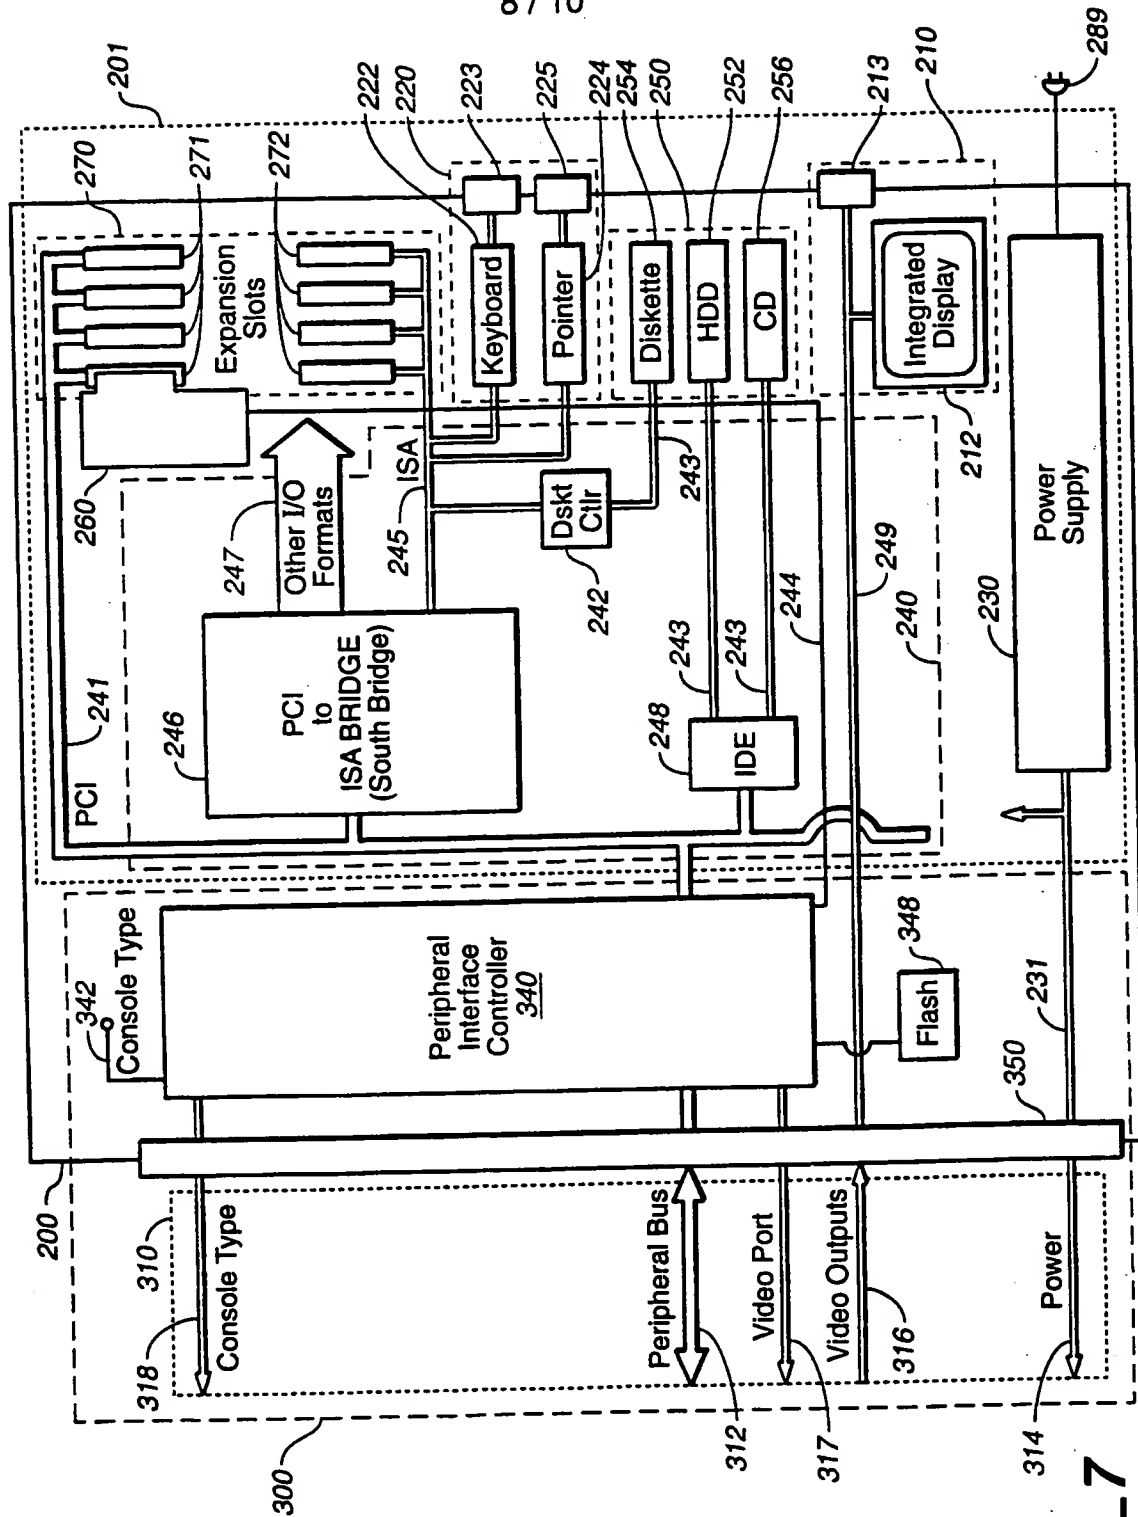 8 / 10
201
270
271
272
222
220
223
225
224
254
250
252
256
213
210
289
Expansion
Slots
Keyboard
Pointer
Diskette
HDD
CD
Integrated
Display
212
260
247
Other I/O
Formats
245
ISA
Dskt
Ctlr
242
243
243
243
244
249
240
230
Power
Supply
241
PCI
246
PCI
to
ISA BRIDGE
(South Bridge)
248
IDE
342
Console Type
Peripheral
Interface
Controller
340
348
Flash
231
350
200
310
318
Console Type
Peripheral Bus
312
Video Port
317
Video Outputs
316
Power
314
300
7